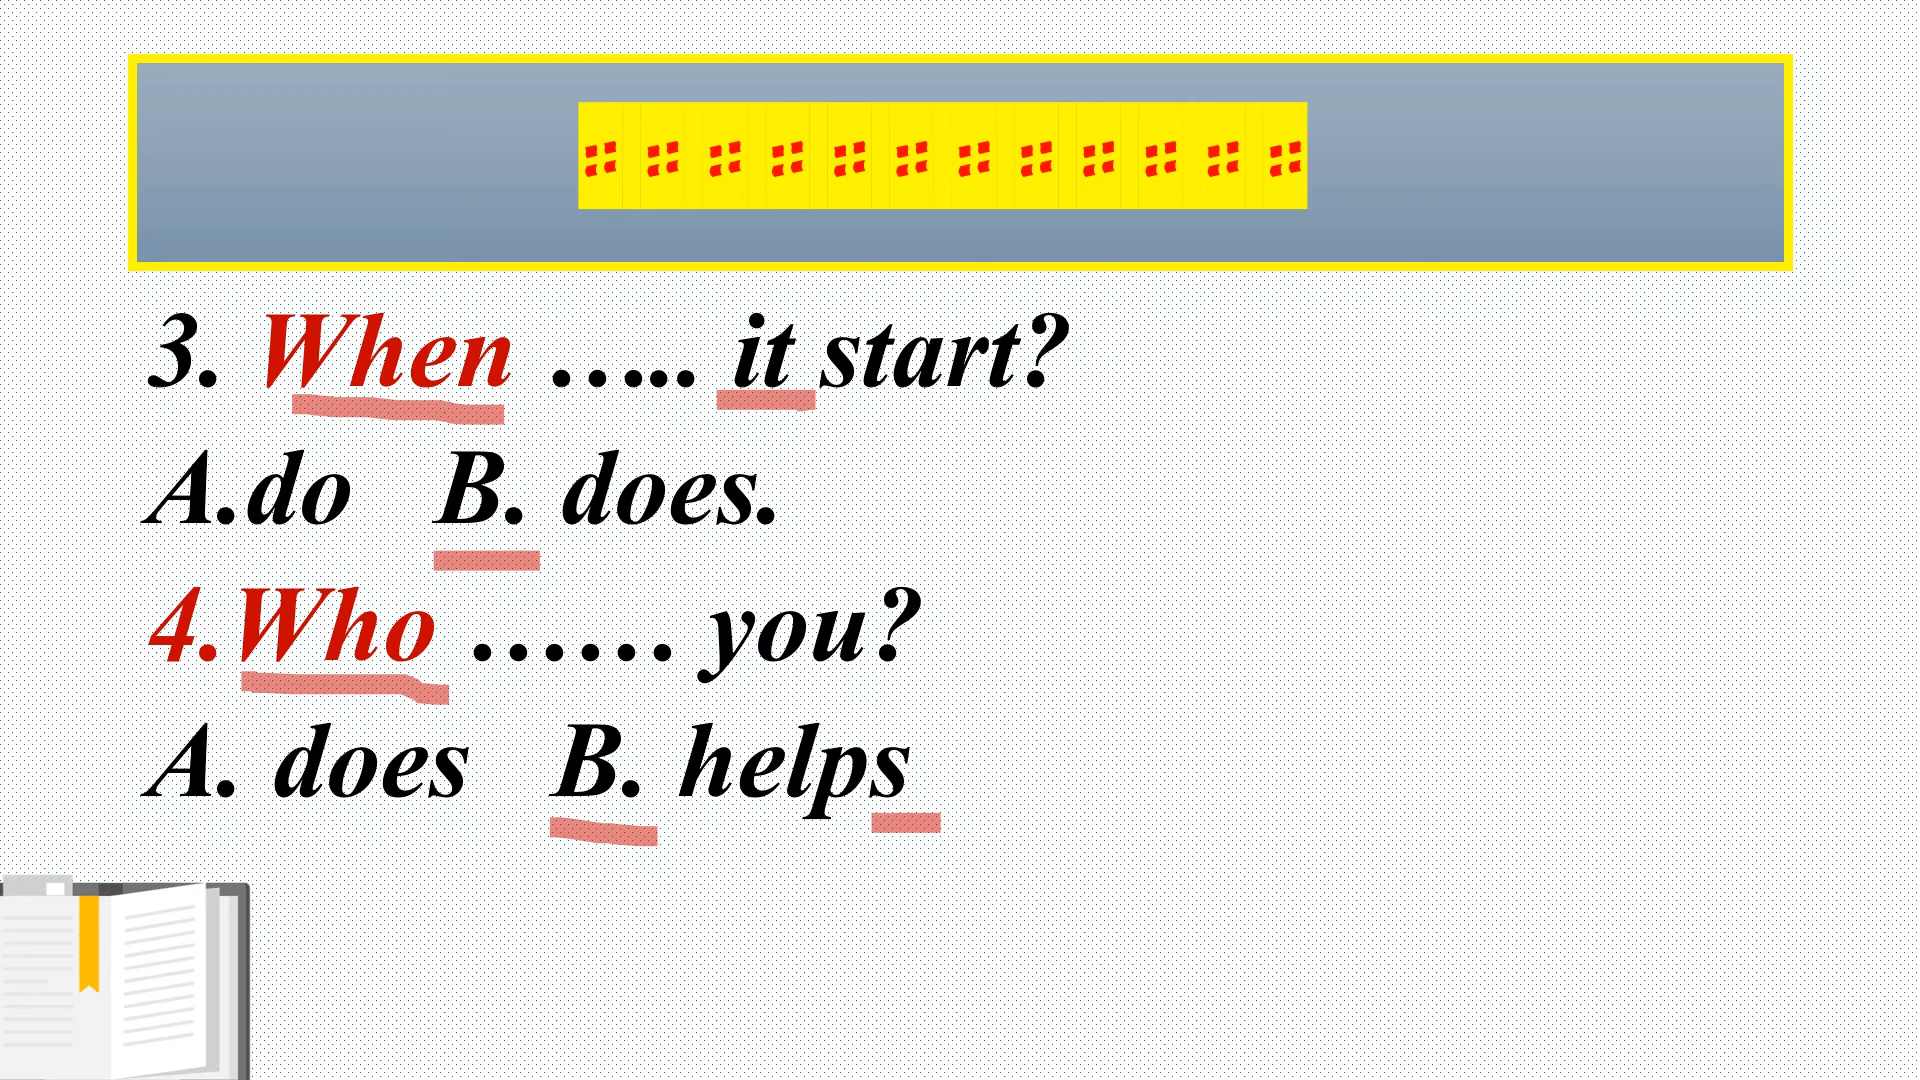 3. When ….. it start?
A.do B. does.
4.Who …… you?
A. does B. helps